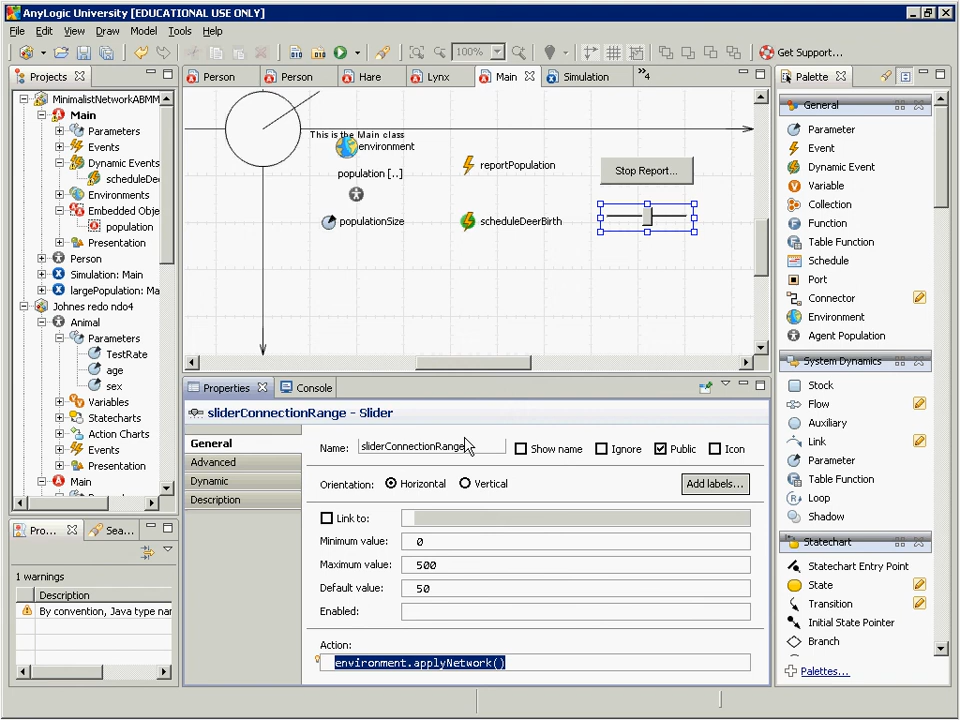 AnyLogic University [EDUCATIONAL USE ONLY]
File Edit View Draw Model Tools Help
100% Get Support...
Projects
Person Person Hare Lynx Main Simulation »4
Palette
MinimalistNetworkABMM
Main
Parameters
Events
Dynamic Events
scheduleDee
Environments
Embedded Obje
population
Presentation
Person
Simulation: Main
largePopulation: Ma
Johnes redo ndo4
Animal
Parameters
TestRate
age
sex
Variables
Statecharts
Action Charts
Events
Presentation
Main
This is the Main class
environment
population [..]
populationSize
reportPopulation
scheduleDeerBirth
Stop Report...
General
Parameter
Event
Dynamic Event
Variable
Collection
Function
Table Function
Schedule
Port
Connector
Environment
Agent Population
System Dynamics
Stock
Flow
Auxiliary
Link
Parameter
Table Function
Loop
Shadow
Statechart
Statechart Entry Point
State
Transition
Initial State Pointer
Branch
Palettes...
Properties Console
sliderConnectionRange - Slider
General
Advanced
Dynamic
Description
Name: sliderConnectionRange Show name Ignore Public Icon
Orientation: Horizontal Vertical Add labels...
Link to:
Minimum value: 0
Maximum value: 500
Default value: 50
Enabled:
Action:
environment.applyNetwork()
Pro... Sea...
1 warnings
Description
By convention, Java type nar